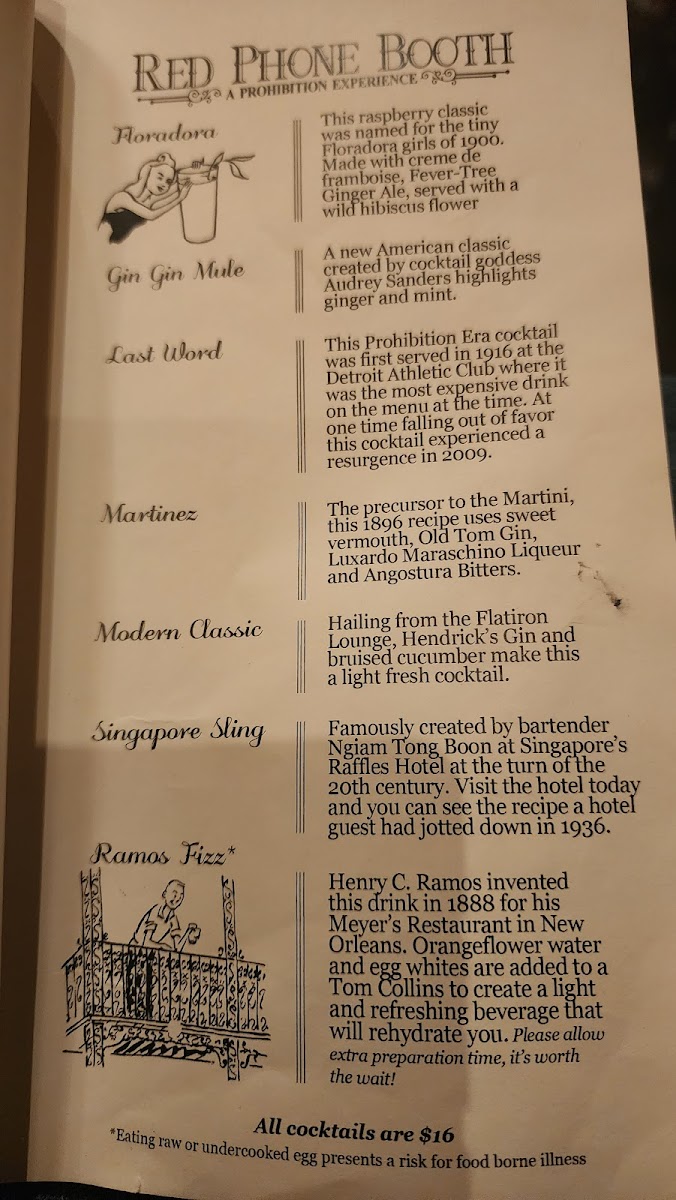 RED PHONE BOOTH
A PROHIBITION EXPERIENCE
Floradora
This raspberry classic
was named for the tiny
Floradora girls of 1900.
Made with creme de
framboise, Fever-Tree
Ginger Ale, served with a
wild hibiscus flower
Gin Gin Mule
A new American classic
created by cocktail goddess
Audrey Sanders highlights
ginger and mint.
Last Word
This Prohibition Era cocktail
was first served in 1916 at the
Detroit Athletic Club where it
was the most expensive drink
on the menu at the time. At
one time falling out of favor
this cocktail experienced a
resurgence in 2009.
Martinez
The precursor to the Martini,
this 1896 recipe uses sweet
vermouth, Old Tom Gin,
Luxardo Maraschino Liqueur
and Angostura Bitters.
Modern Classic
Hailing from the Flatiron
Lounge, Hendrick's Gin and
bruised cucumber make this
a light fresh cocktail.
Singapore Sling
Famously created by bartender
Ngiam Tong Boon at Singapore's
Raffles Hotel at the turn of the
20th century. Visit the hotel today
and you can see the recipe a hotel
guest had jotted down in 1936.
Ramos Fizz*
Henry C. Ramos invented
this drink in 1888 for his
Meyer's Restaurant in New
Orleans. Orangeflower water
and egg whites are added to a
Tom Collins to create a light
and refreshing beverage that
will rehydrate you. Please allow
extra preparation time, it's worth
the wait!
All cocktails are $16
*Eating raw or undercooked egg presents a risk for food borne illness